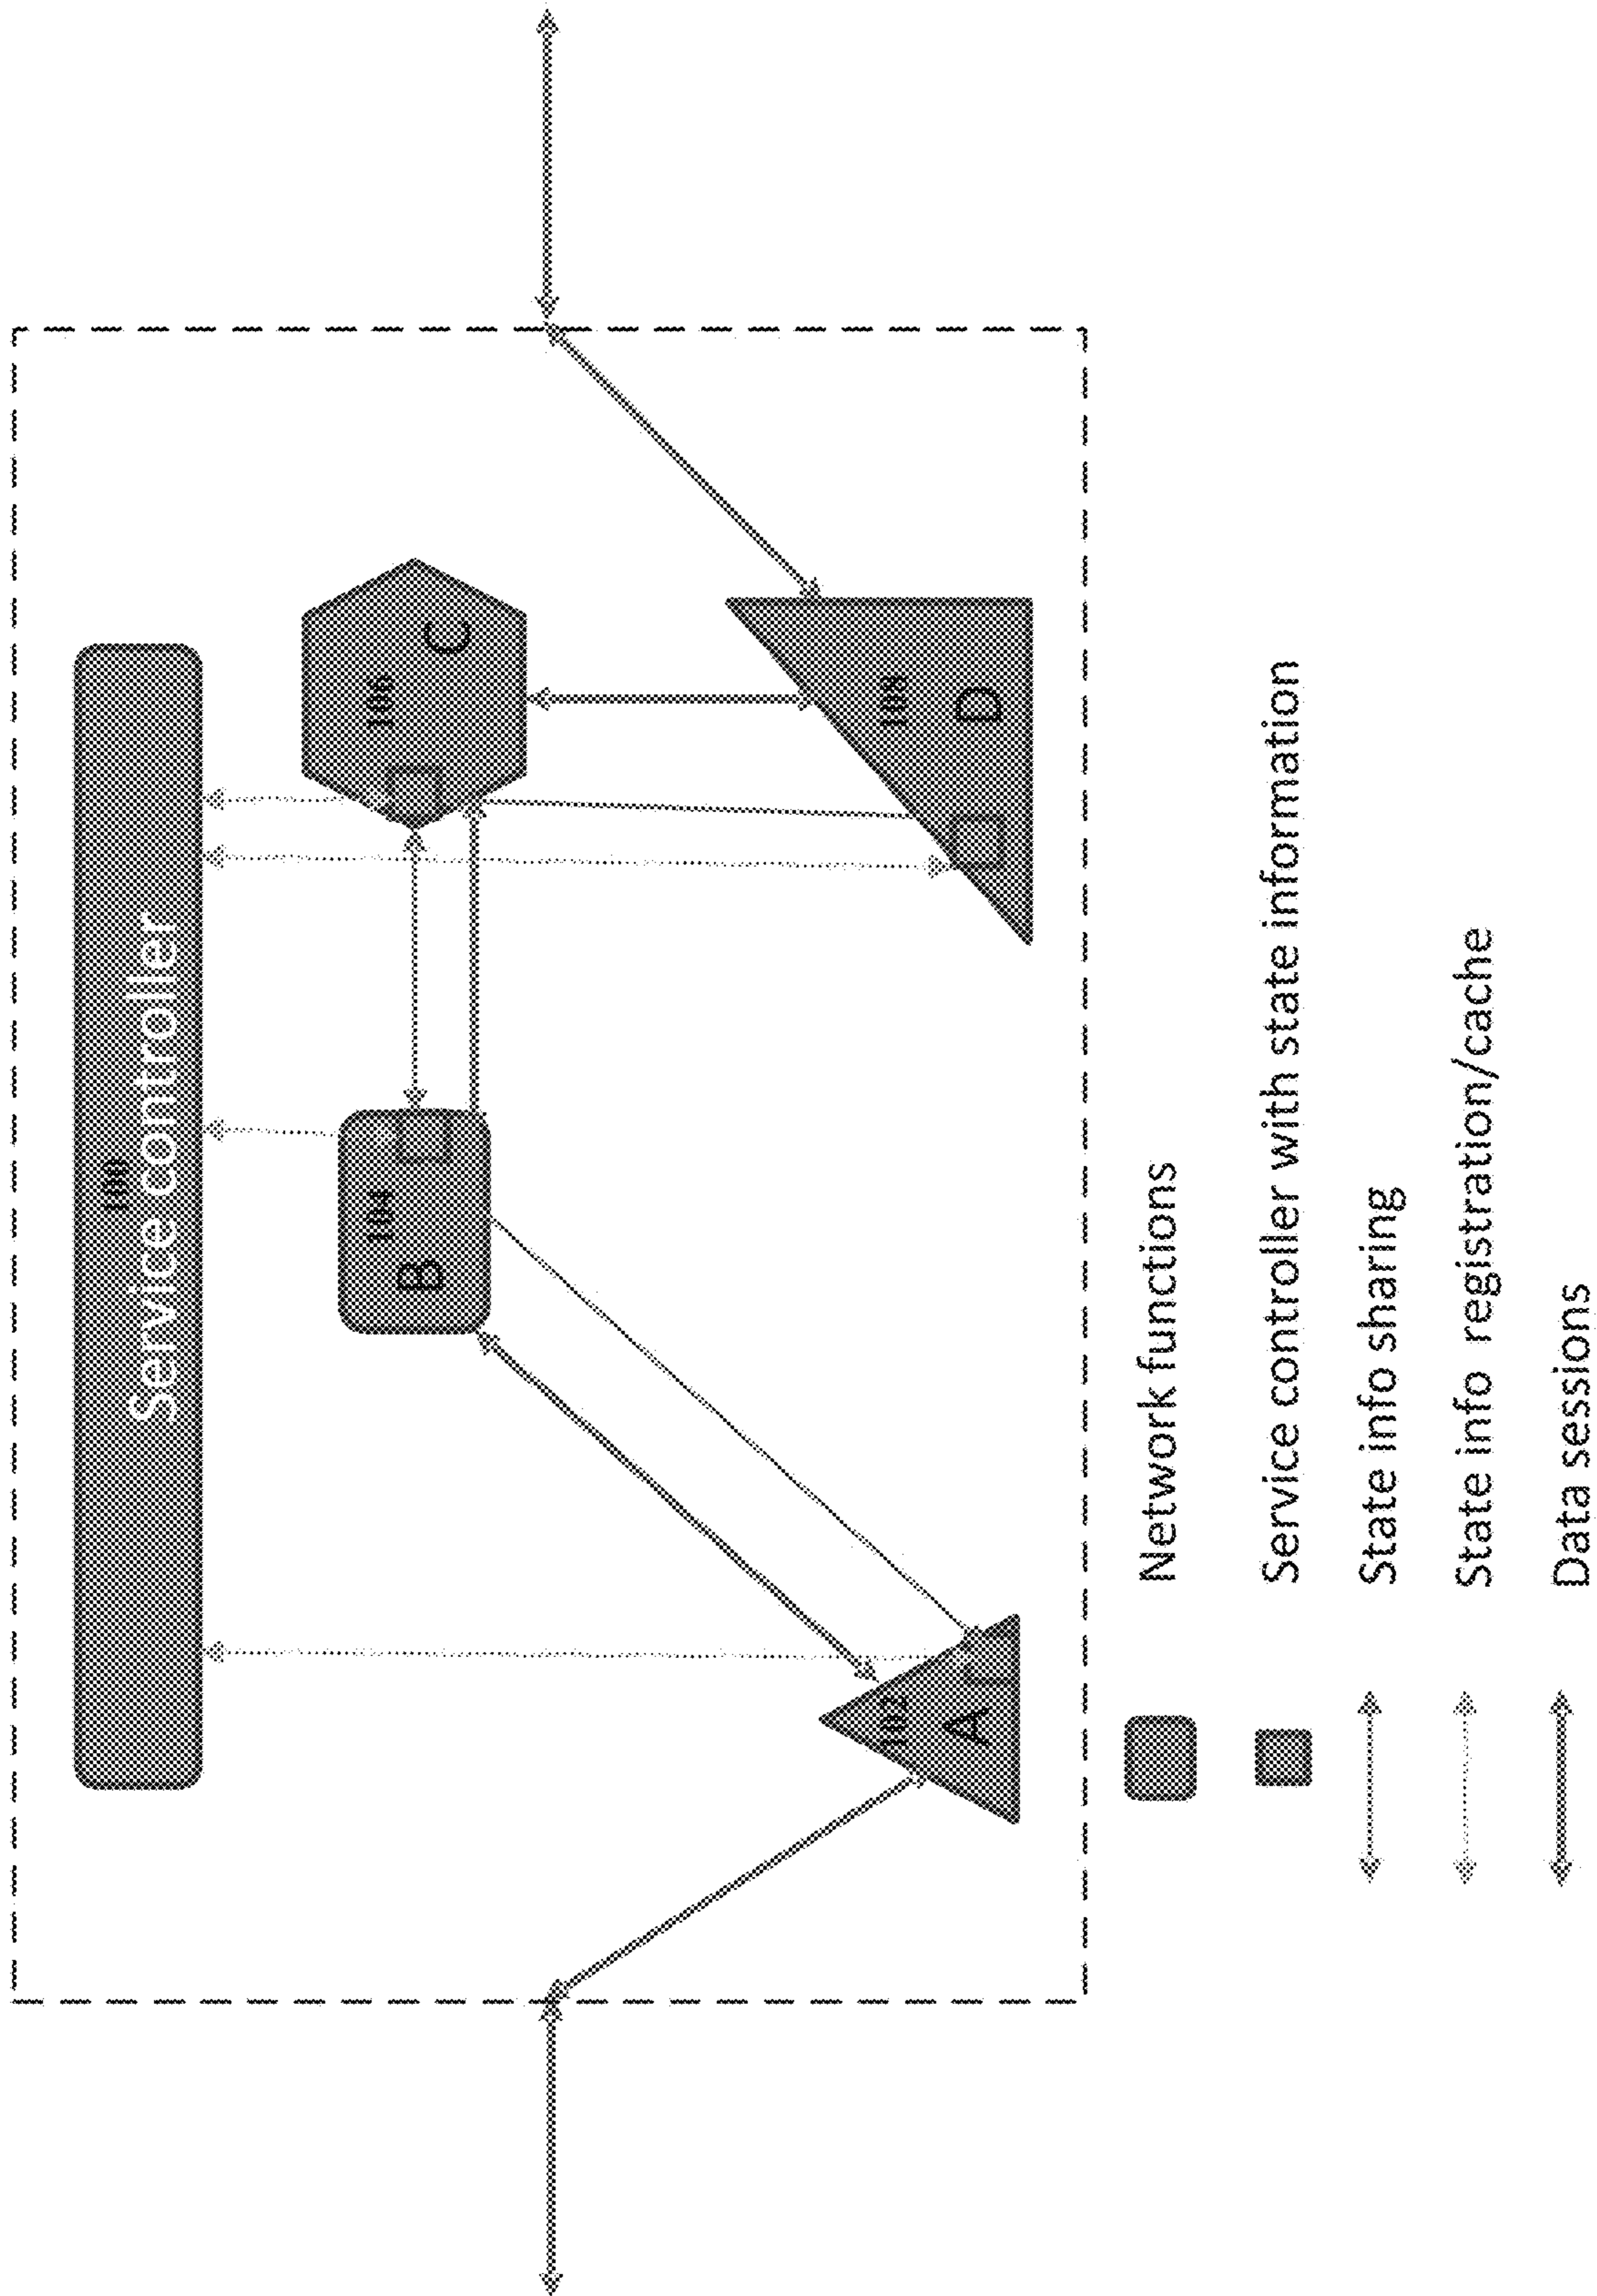 100
Service controller
104
B
106
C
102
A
108
D
Network functions
Service controller with state information
State info sharing
State info registration/cache
Data sessions